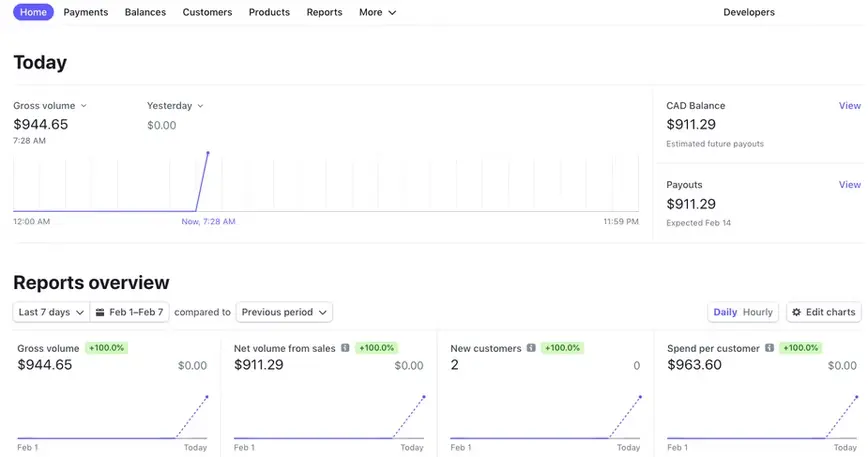 Home Payments Balances Customers Products Reports More Developers
Today
Gross volume Yesterday
$944.65 $0.00
7:28 AM
12:00 AM Now, 7:28 AM 11:59 PM
CAD Balance View
$911.29
Estimated future payouts
Payouts View
$911.29
Expected Feb 14
Reports overview
Last 7 days Feb 1–Feb 7 compared to Previous period Daily Hourly Edit charts
Gross volume +100.0%
$944.65 $0.00
Feb 1 Today
Net volume from sales +100.0%
$911.29 $0.00
Feb 1 Today
New customers +100.0%
2 0
Feb 1 Today
Spend per customer +100.0%
$963.60 $0.00
Feb 1 Today